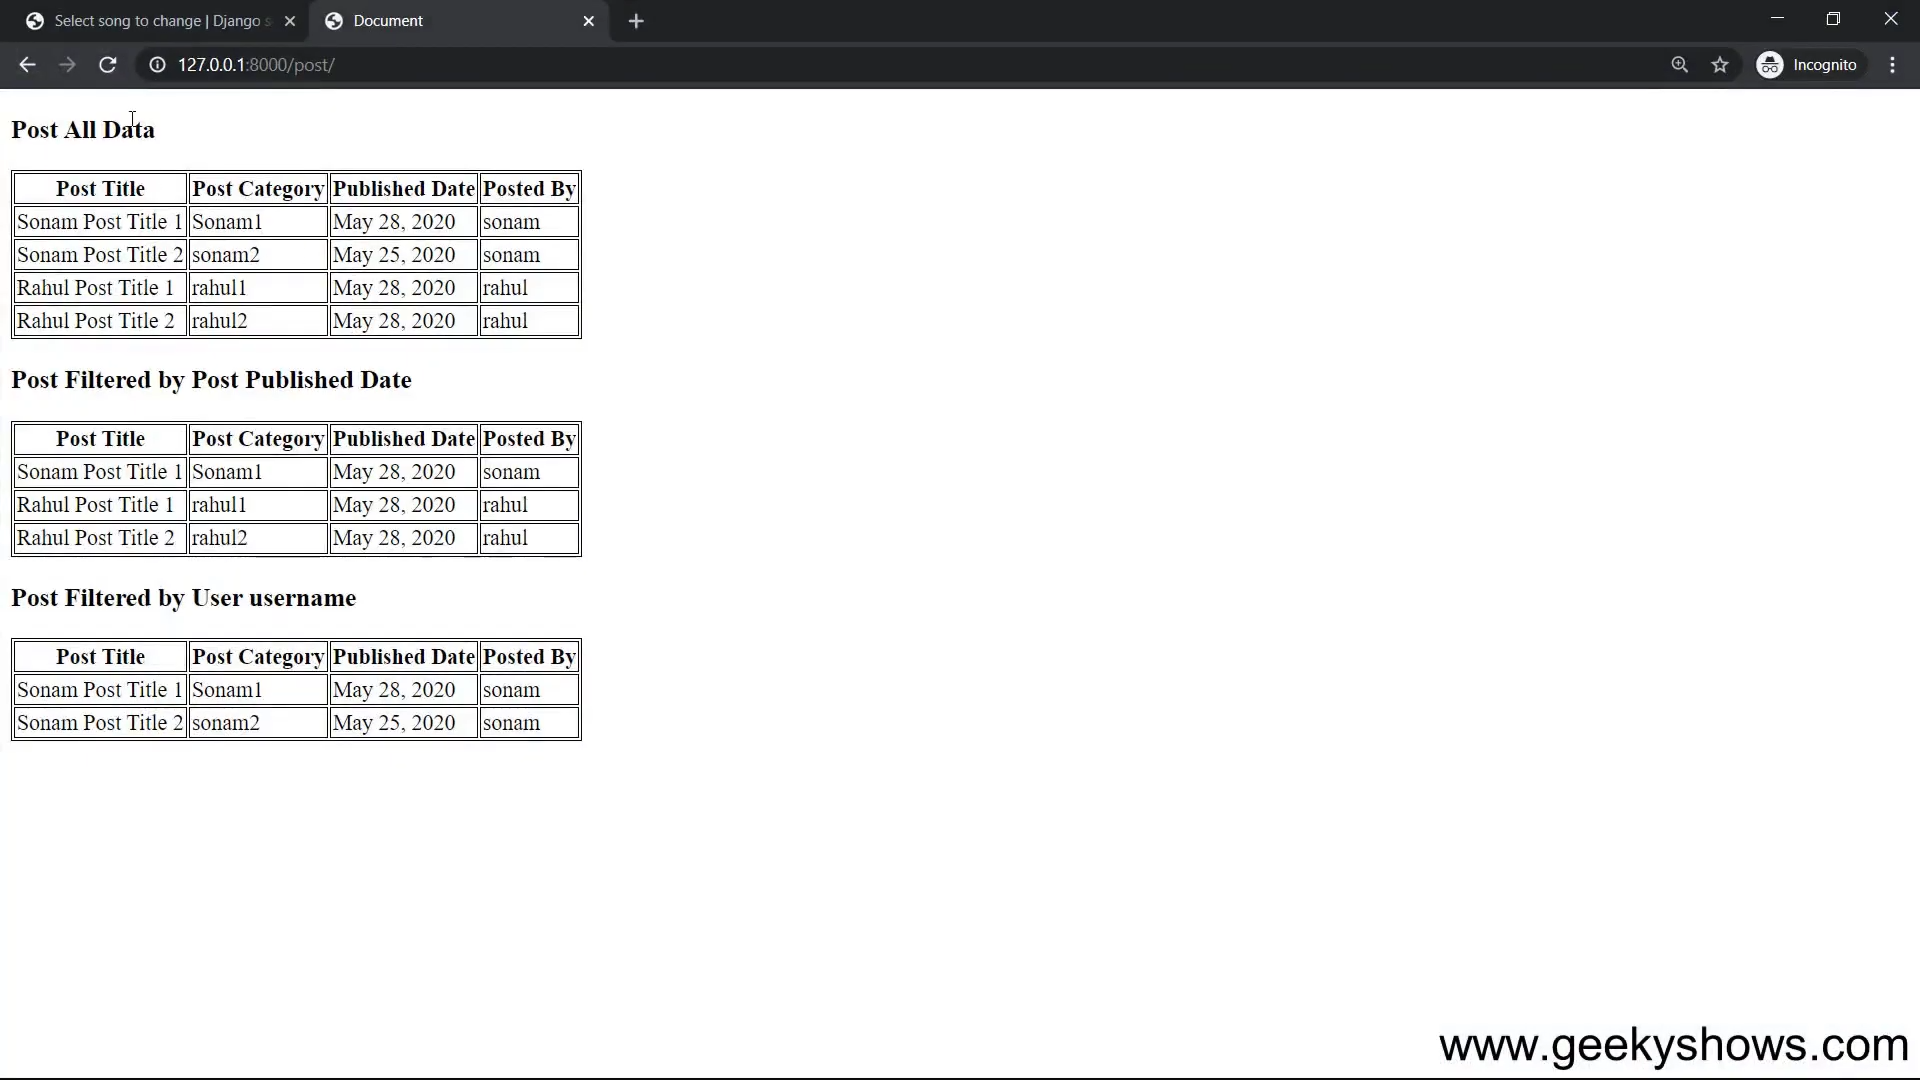 Select song to change | Django s
Document
127.0.0.1:8000/post/
Incognito
Post All Data
Post Title Post Category Published Date Posted By
Sonam Post Title 1 Sonam1 May 28, 2020 sonam
Sonam Post Title 2 sonam2 May 25, 2020 sonam
Rahul Post Title 1 rahul1 May 28, 2020 rahul
Rahul Post Title 2 rahul2 May 28, 2020 rahul
Post Filtered by Post Published Date
Post Title Post Category Published Date Posted By
Sonam Post Title 1 Sonam1 May 28, 2020 sonam
Rahul Post Title 1 rahul1 May 28, 2020 rahul
Rahul Post Title 2 rahul2 May 28, 2020 rahul
Post Filtered by User username
Post Title Post Category Published Date Posted By
Sonam Post Title 1 Sonam1 May 28, 2020 sonam
Sonam Post Title 2 sonam2 May 25, 2020 sonam
www.geekyshows.com